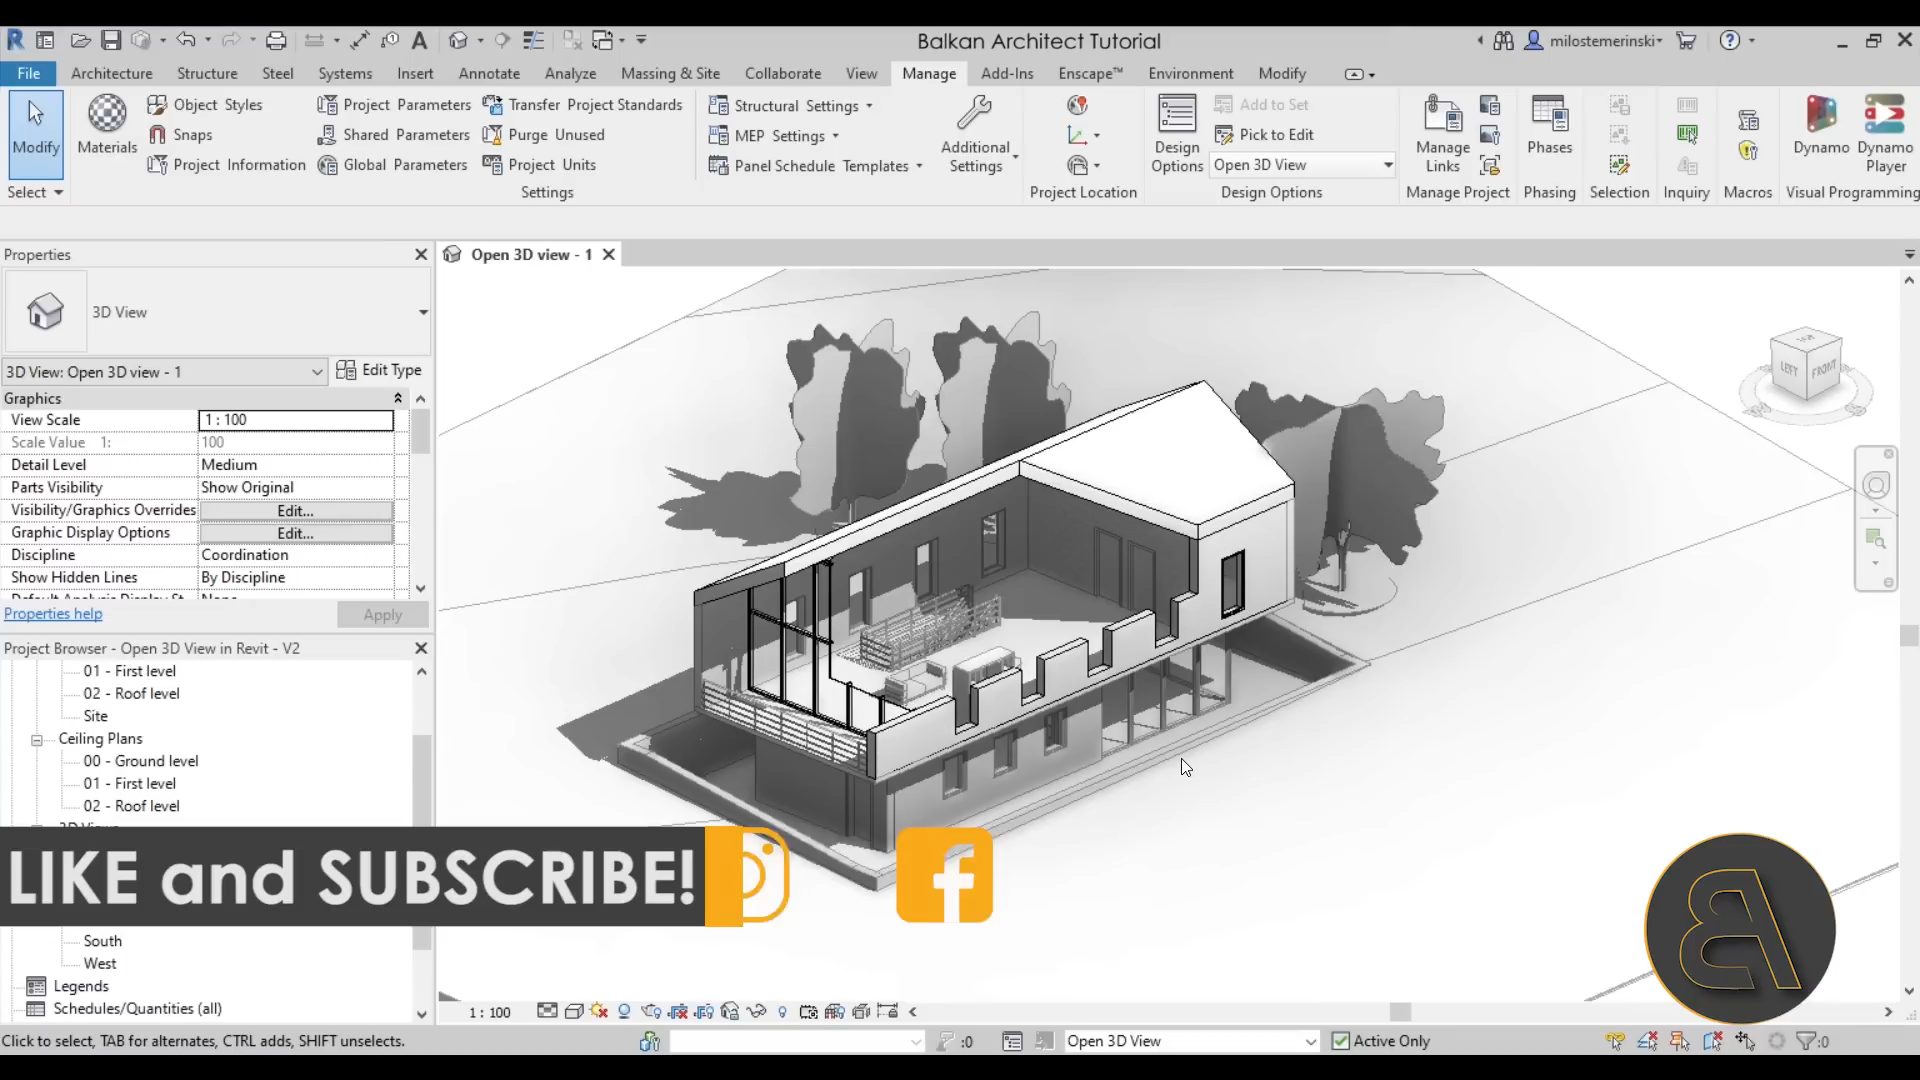 Balkan Architect Tutorial
milostemerinski
File Architecture Structure Steel Systems Insert Annotate Analyze Massing & Site Collaborate View Manage Add-Ins Enscape™ Environment Modify
Modify
Select
Materials
Object Styles
Snaps
Project Information
Project Parameters
Shared Parameters
Global Parameters
Transfer Project Standards
Purge Unused
Project Units
Settings
Structural Settings
MEP Settings
Panel Schedule Templates
Additional
Settings
Project Location
Design
Options
Add to Set
Pick to Edit
Open 3D View
Design Options
Manage
Links
Manage Project
Phases
Phasing
Selection
Inquiry
Macros
Dynamo
Dynamo
Player
Visual Programming
Properties
3D View
3D View: Open 3D view - 1
Edit Type
Graphics
View Scale 1 : 100
Scale Value 1: 100
Detail Level Medium
Parts Visibility Show Original
Visibility/Graphics Overrides Edit...
Graphic Display Options Edit...
Discipline Coordination
Show Hidden Lines By Discipline
Properties help
Apply
Project Browser - Open 3D View in Revit - V2
01 - First level
02 - Roof level
Site
Ceiling Plans
00 - Ground level
01 - First level
02 - Roof level
South
West
Legends
Schedules/Quantities (all)
Open 3D view - 1
TOP
LEFT
FRONT
LIKE and SUBSCRIBE!
1 : 100
Click to select, TAB for alternates, CTRL adds, SHIFT unselects.
:0
Open 3D View
Active Only
:0